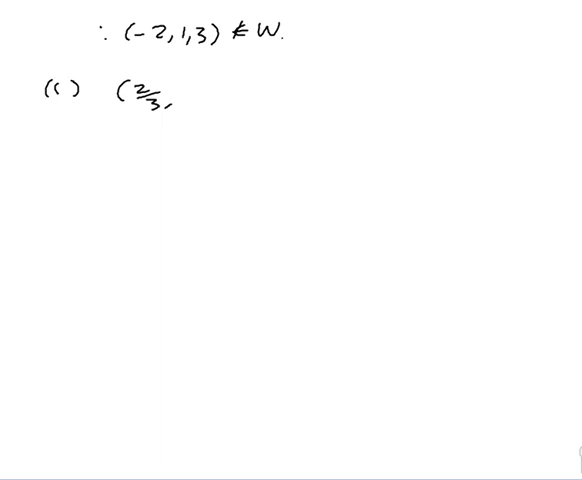 ∴ (-2, 1, 3) ∉ W.
(c) (2/3,